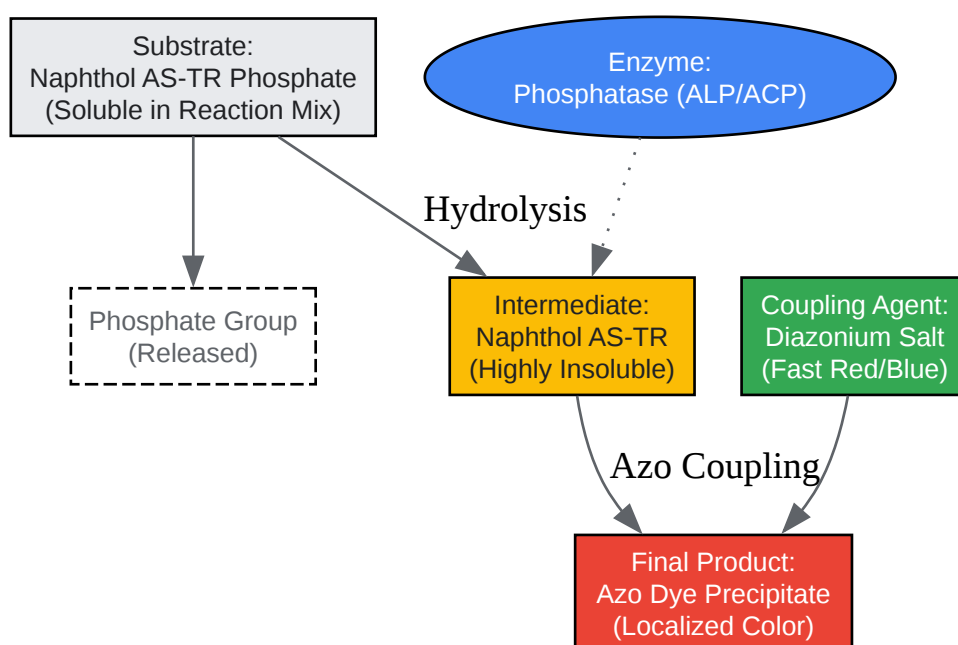 Substrate:
Naphthol AS-TR Phosphate
(Soluble in Reaction Mix)
Enzyme:
Phosphatase (ALP/ACP)
Hydrolysis
Phosphate Group
(Released)
Intermediate:
Naphthol AS-TR
(Highly Insoluble)
Coupling Agent:
Diazonium Salt
(Fast Red/Blue)
Azo Coupling
Final Product:
Azo Dye Precipitate
(Localized Color)